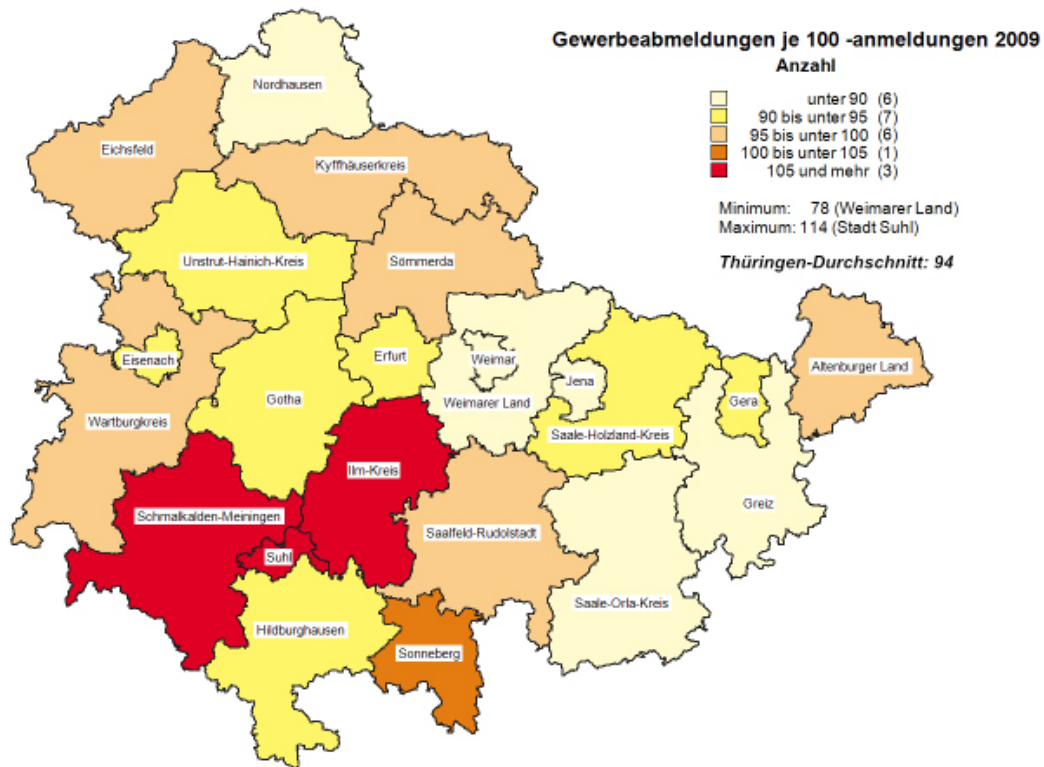 Gewerbeabmeldungen je 100 -anmeldungen 2009
Anzahl
unter 90 (6)
90 bis unter 95 (7)
95 bis unter 100 (6)
100 bis unter 105 (1)
105 und mehr (3)
Minimum: 78 (Weimarer Land)
Maximum: 114 (Stadt Suhl)
Thüringen-Durchschnitt: 94
Nordhausen
Eichsfeld
Kyffhäuserkreis
Unstrut-Hainich-Kreis
Sömmerda
Eisenach
Erfurt
Weimar
Jena
Altenburger Land
Gotha
Weimarer Land
Gera
Wartburgkreis
Saale-Holzland-Kreis
Ilm-Kreis
Greiz
Schmalkalden-Meiningen
Saalfeld-Rudolstadt
Suhl
Saale-Orla-Kreis
Hildburghausen
Sonneberg